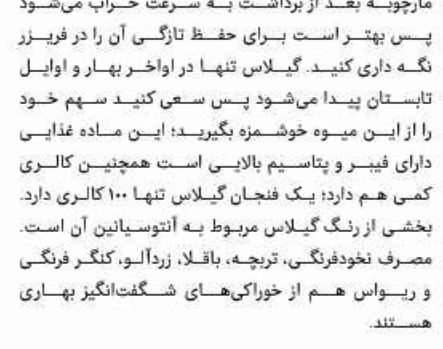 مارچوبه بعد از برداشت به سرعت خراب می‌شود
پس بهتر است برای حفظ تازگی آن را در فریزر
نگه داری کنید. گیلاس تنها در اواخر بهار و اوایل
تابستان پیدا می‌شود پس سعی کنید سهم خود
را از این میوه خوشمزه بگیرید؛ این ماده غذایی
دارای فیبر و پتاسیم بالایی است همچنین کالری
کمی هم دارد؛ یک فنجان گیلاس تنها ۱۰۰ کالری دارد.
بخشی از رنگ گیلاس مربوط به آنتوسیانین آن است.
مصرف نخودفرنگی، تربچه، باقلا، زردآلو، کنگر فرنگی
و ریواس هم از خوراکی‌های شگفت‌انگیز بهاری
هستند.